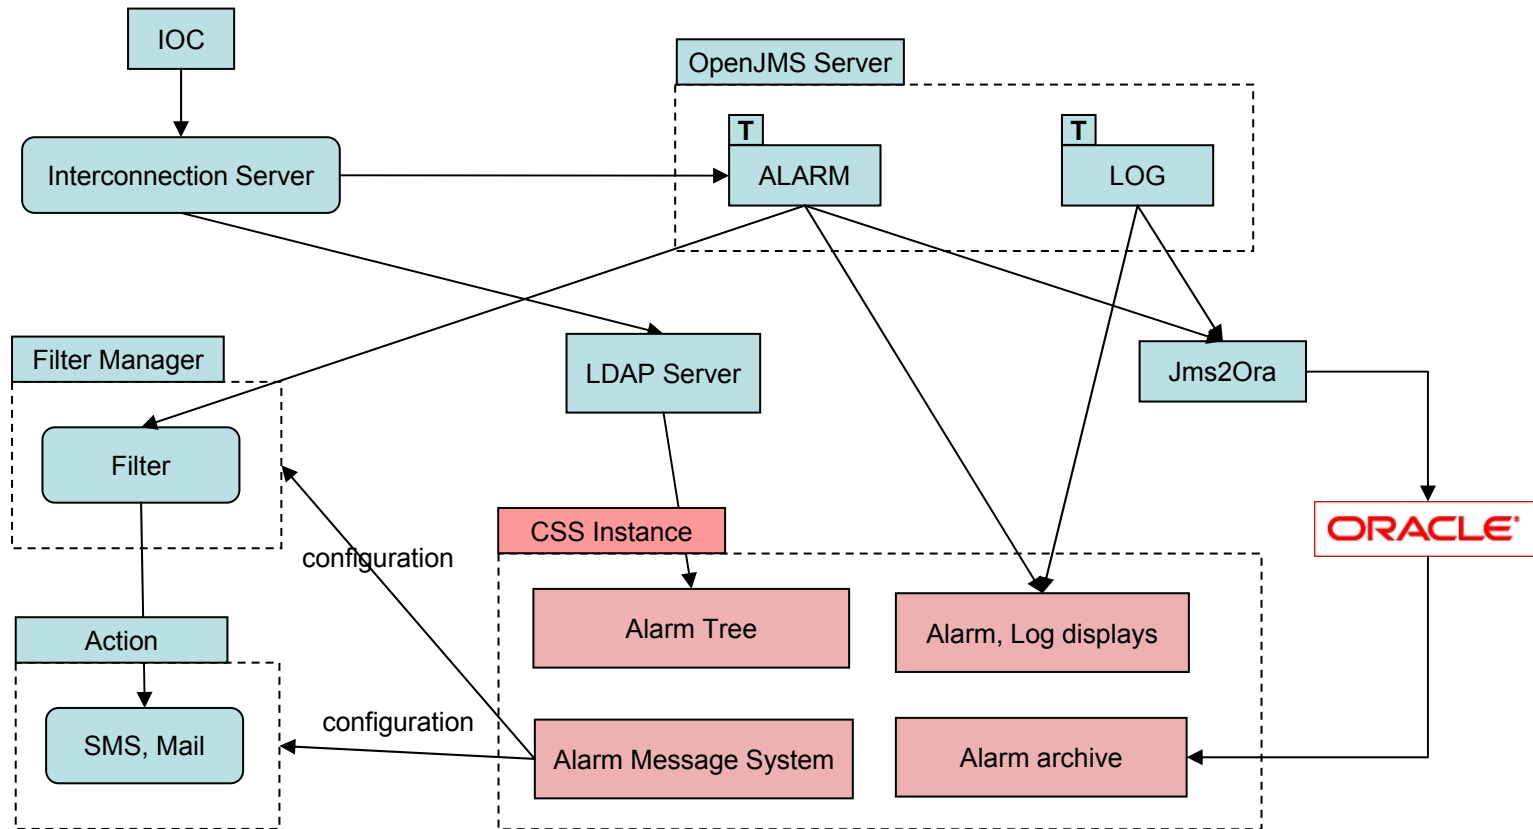 IOC
OpenJMS Server
T
T
Interconnection Server
ALARM
LOG
Filter Manager
LDAP Server
Jms2Ora
Filter
CSS Instance
ORACLE®
configuration
Alarm Tree
Alarm, Log displays
Action
configuration
SMS, Mail
Alarm Message System
Alarm archive